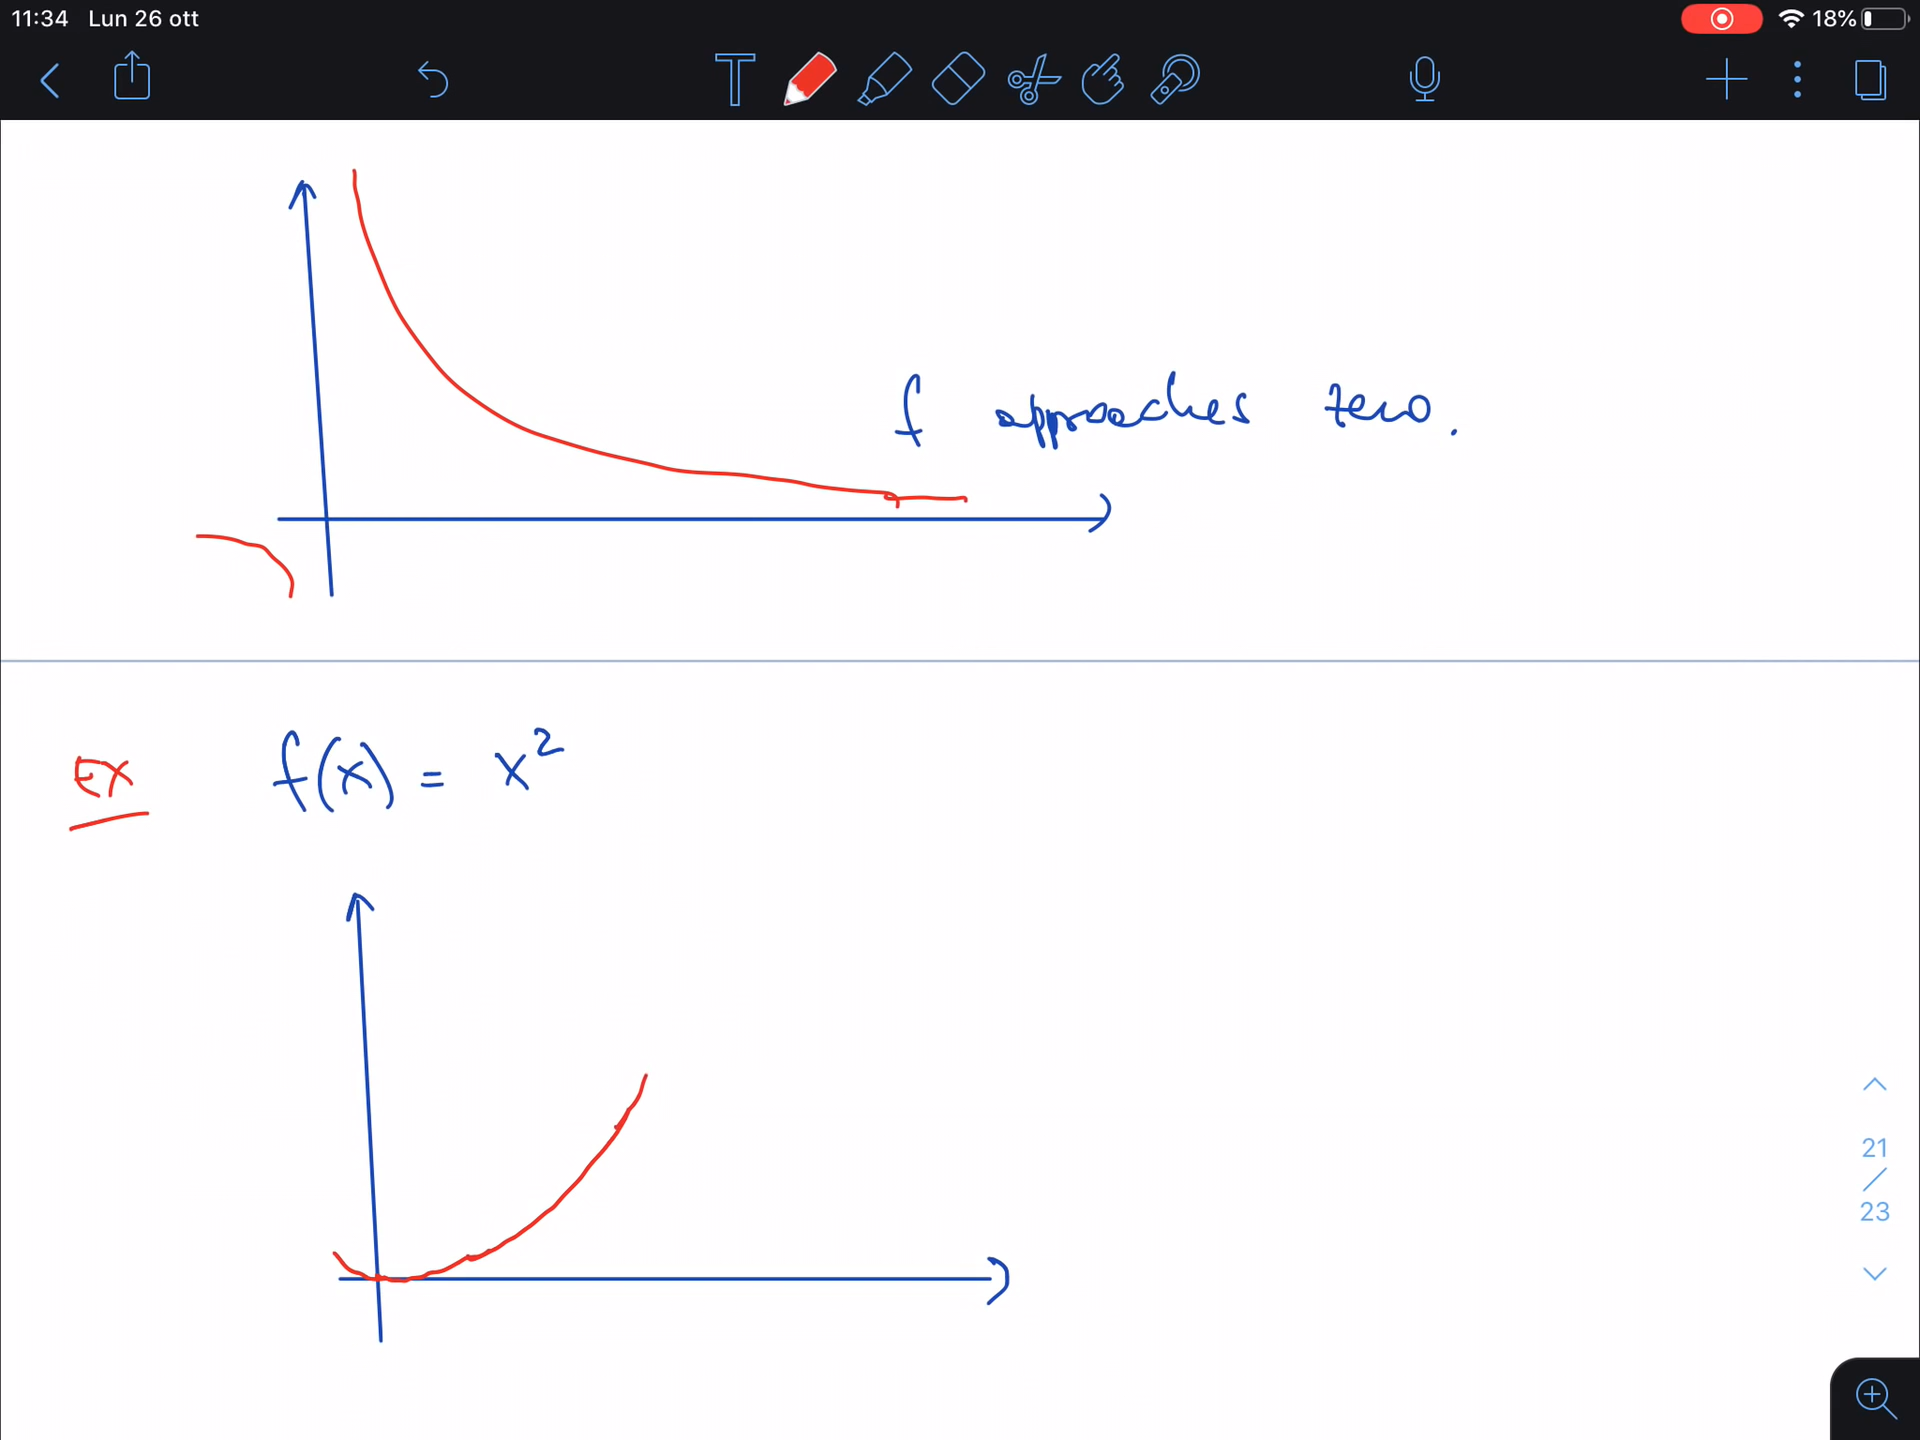 11:34 Lun 26 ott 18%
T
f approaches zero.
EX f(x) = x²
21
/
23